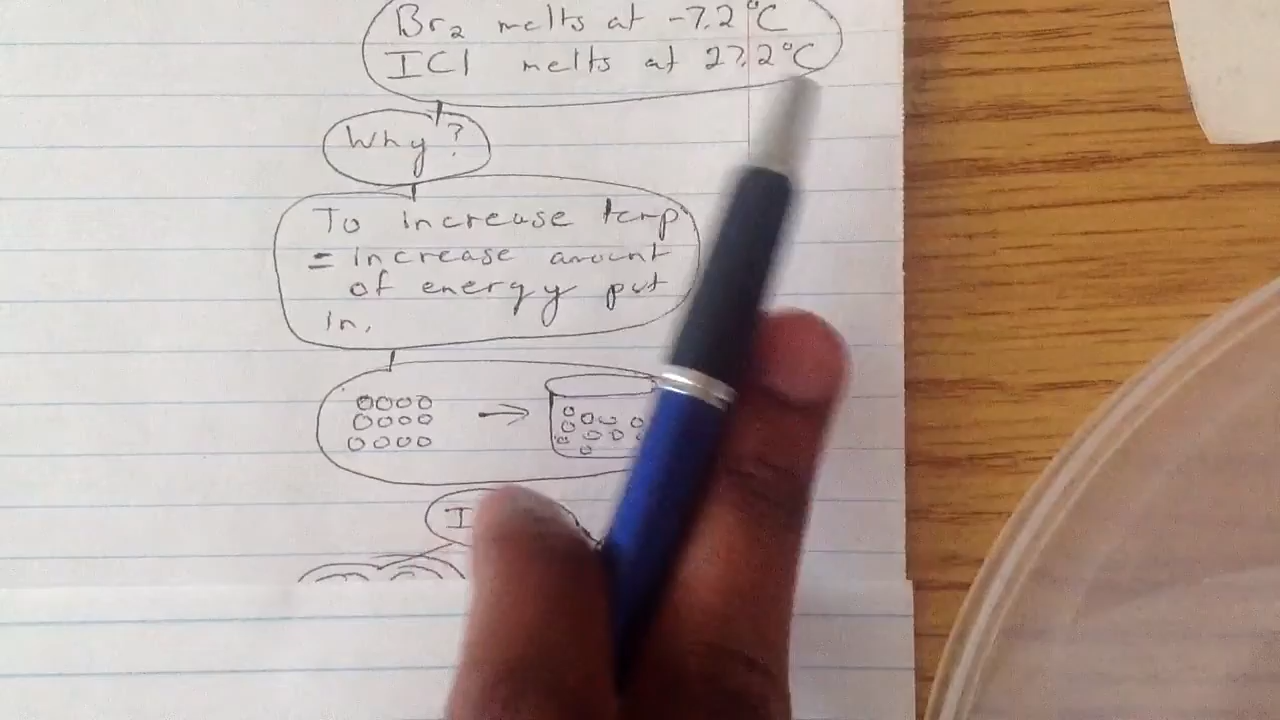 Br₂ melts at -7.2°C
ICl melts at 27.2°C
Why?
To increase temp
= increase amount
of energy put
in.
I